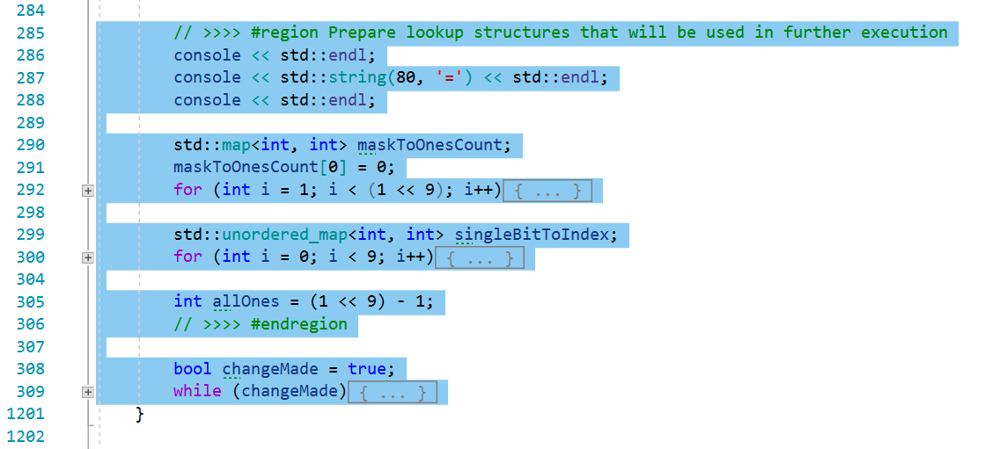 284
285 // >>>> #region Prepare lookup structures that will be used in further execution
286 console << std::endl;
287 console << std::string(80, '=') << std::endl;
288 console << std::endl;
289
290 std::map<int, int> maskToOnesCount;
291 maskToOnesCount[0] = 0;
292 for (int i = 1; i < (1 << 9); i++){ ... }
298
299 std::unordered_map<int, int> singleBitToIndex;
300 for (int i = 0; i < 9; i++){ ... }
304
305 int allOnes = (1 << 9) - 1;
306 // >>>> #endregion
307
308 bool changeMade = true;
309 while (changeMade){ ... }
1201 }
1202